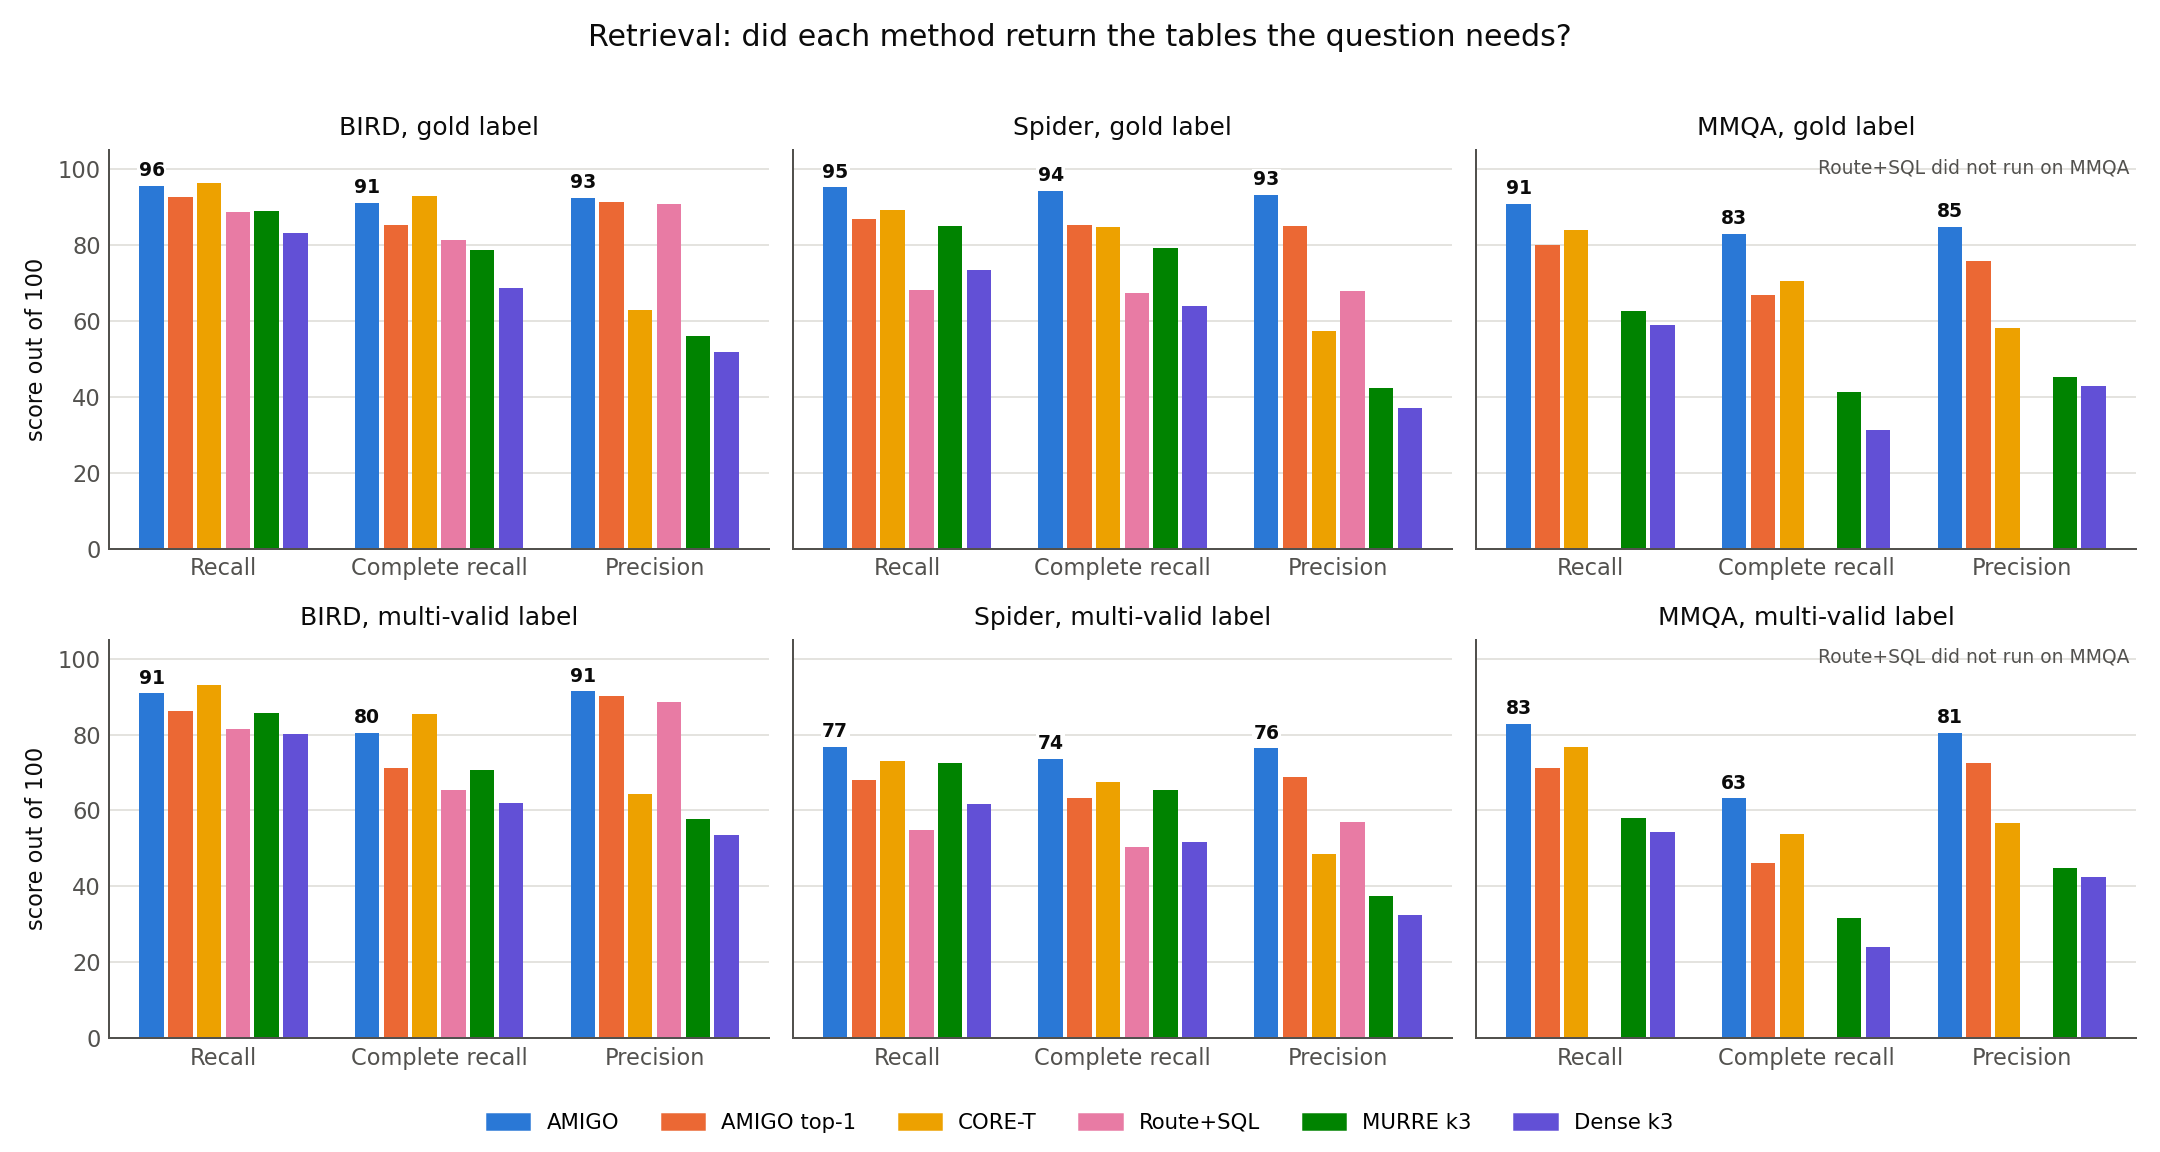 Retrieval: did each method return the tables the question needs?
BIRD, gold label
Spider, gold label
MMQA, gold label
score out of 100
100
80
60
40
20
0
96
91
93
Recall
Complete recall
Precision
95
94
93
Recall
Complete recall
Precision
Route+SQL did not run on MMQA
91
83
85
Recall
Complete recall
Precision
BIRD, multi-valid label
Spider, multi-valid label
MMQA, multi-valid label
score out of 100
100
80
60
40
20
0
91
80
91
Recall
Complete recall
Precision
77
74
76
Recall
Complete recall
Precision
Route+SQL did not run on MMQA
83
63
81
Recall
Complete recall
Precision
AMIGO
AMIGO top-1
CORE-T
Route+SQL
MURRE k3
Dense k3